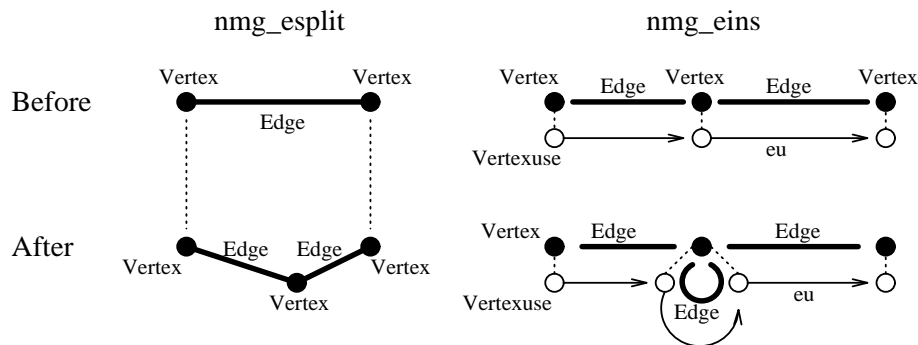 nmg_esplit nmg_eins
Vertex Vertex Vertex Vertex Vertex
Before Edge Edge
Edge
Vertexuse eu
After Vertex Edge Edge
Edge Edge
Vertex Vertex
Vertex
Vertexuse Edge eu